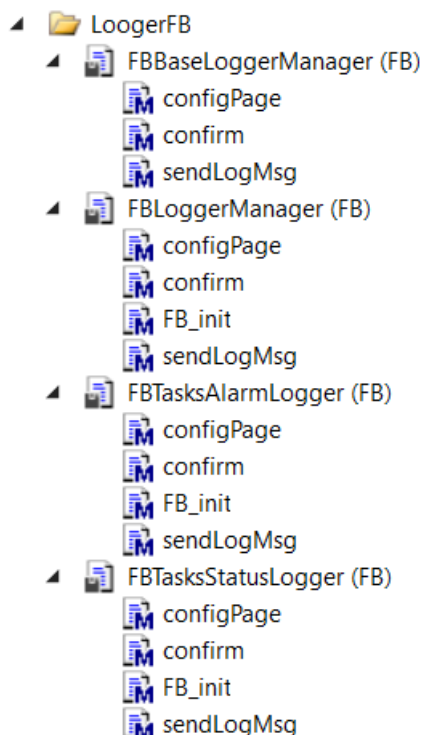 LoogerFB
FBBaseLoggerManager (FB)
configPage
confirm
sendLogMsg
FBLoggerManager (FB)
configPage
confirm
FB_init
sendLogMsg
FBTasksAlarmLogger (FB)
configPage
confirm
FB_init
sendLogMsg
FBTasksStatusLogger (FB)
configPage
confirm
FB_init
sendLogMsg